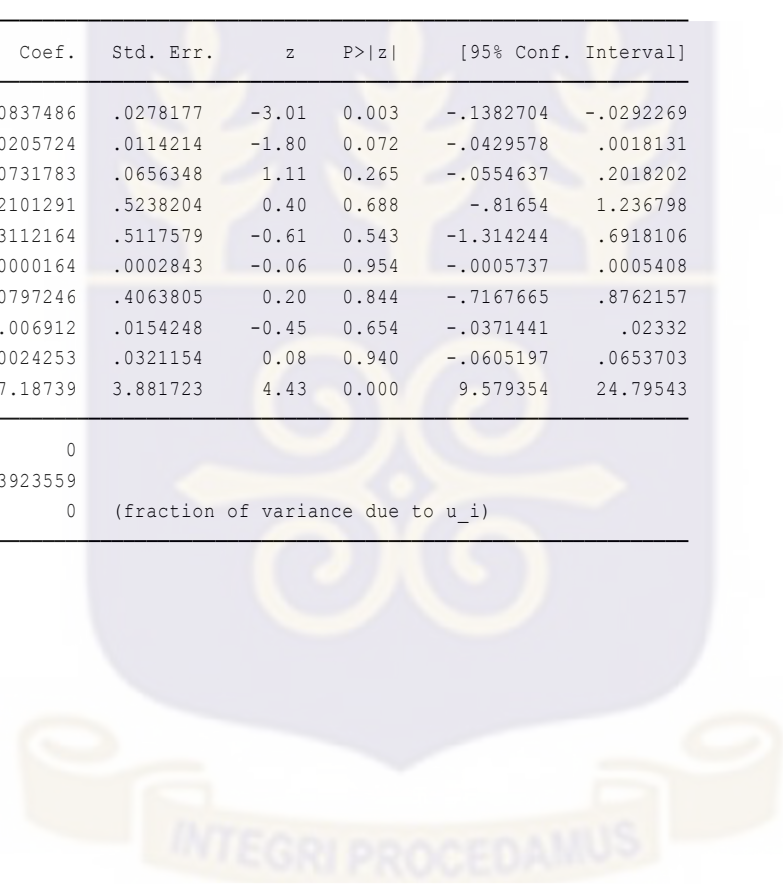 Coef. Std. Err. z P>|z| [95% Conf. Interval]
0837486 .0278177 -3.01 0.003 -.1382704 -.0292269
0205724 .0114214 -1.80 0.072 -.0429578 .0018131
0731783 .0656348 1.11 0.265 -.0554637 .2018202
2101291 .5238204 0.40 0.688 -.81654 1.236798
3112164 .5117579 -0.61 0.543 -1.314244 .6918106
0000164 .0002843 -0.06 0.954 -.0005737 .0005408
0797246 .4063805 0.20 0.844 -.7167665 .8762157
.006912 .0154248 -0.45 0.654 -.0371441 .02332
0024253 .0321154 0.08 0.940 -.0605197 .0653703
7.18739 3.881723 4.43 0.000 9.579354 24.79543
0
3923559
0 (fraction of variance due to u_i)
INTEGRI PROCEDAMUS